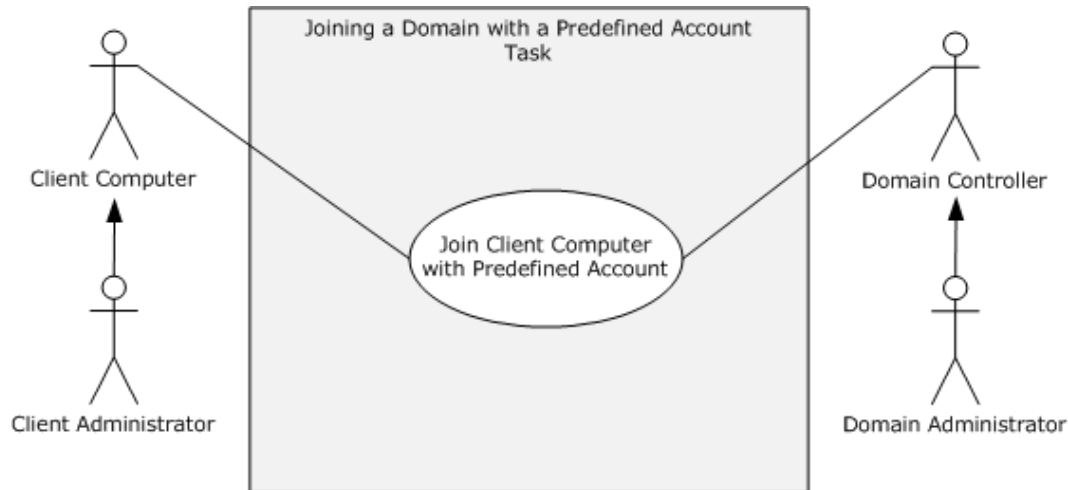 Joining a Domain with a Predefined Account
Task
Client Computer
Domain Controller
Join Client Computer
with Predefined Account
Client Administrator
Domain Administrator